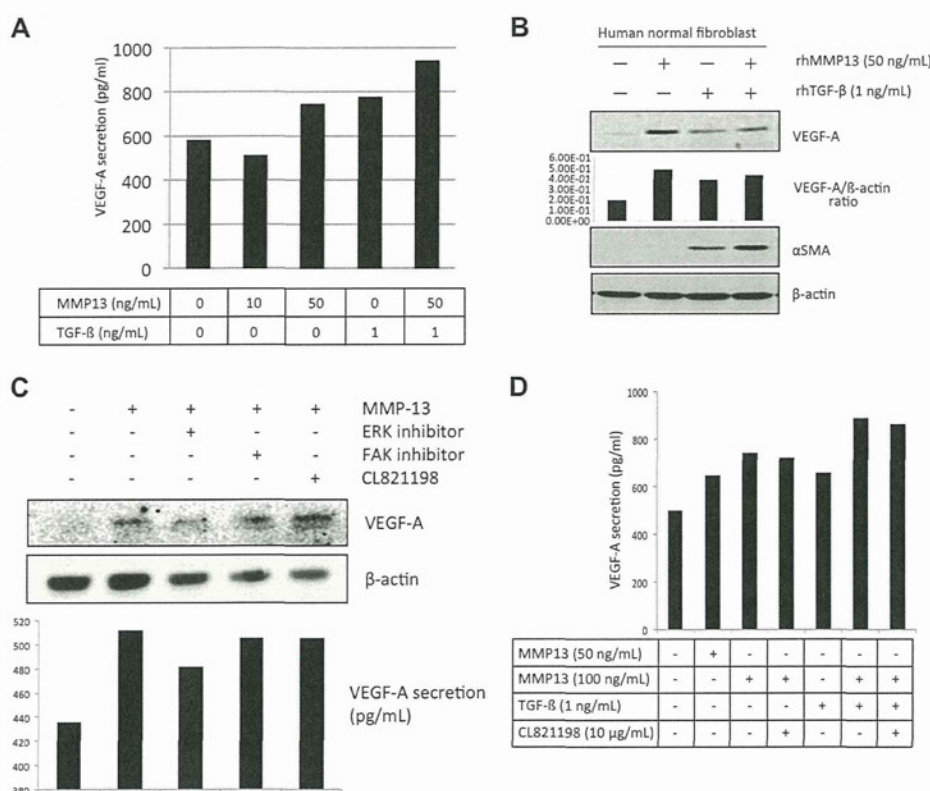 A
VEGF-A secretion (pg/ml)
1000
800
600
400
200
0
MMP13 (ng/mL) 0 10 50 0 50
TGF-ß (ng/mL) 0 0 0 1 1
B
Human normal fibroblast
— + — + rhMMP13 (50 ng/mL)
— — + + rhTGF-β (1 ng/mL)
VEGF-A
6.00E-01
5.00E-01
4.00E-01
3.00E-01
2.00E-01
1.00E-01
0.00E+00
VEGF-A/ß-actin
ratio
αSMA
β-actin
C
- + + + + MMP-13
- - + - - ERK inhibitor
- - - + - FAK inhibitor
- - - - + CL821198
VEGF-A
β-actin
520
500
480
460
440
420
400
380
VEGF-A secretion
(pg/mL)
D
VEGF-A secretion (pg/ml)
1000
800
600
400
200
0
MMP13 (50 ng/mL) - + - - - - -
MMP13 (100 ng/mL) - - + + - + +
TGF-ß (1 ng/mL) - - - - + + +
CL821198 (10 µg/mL) - - - + - - +